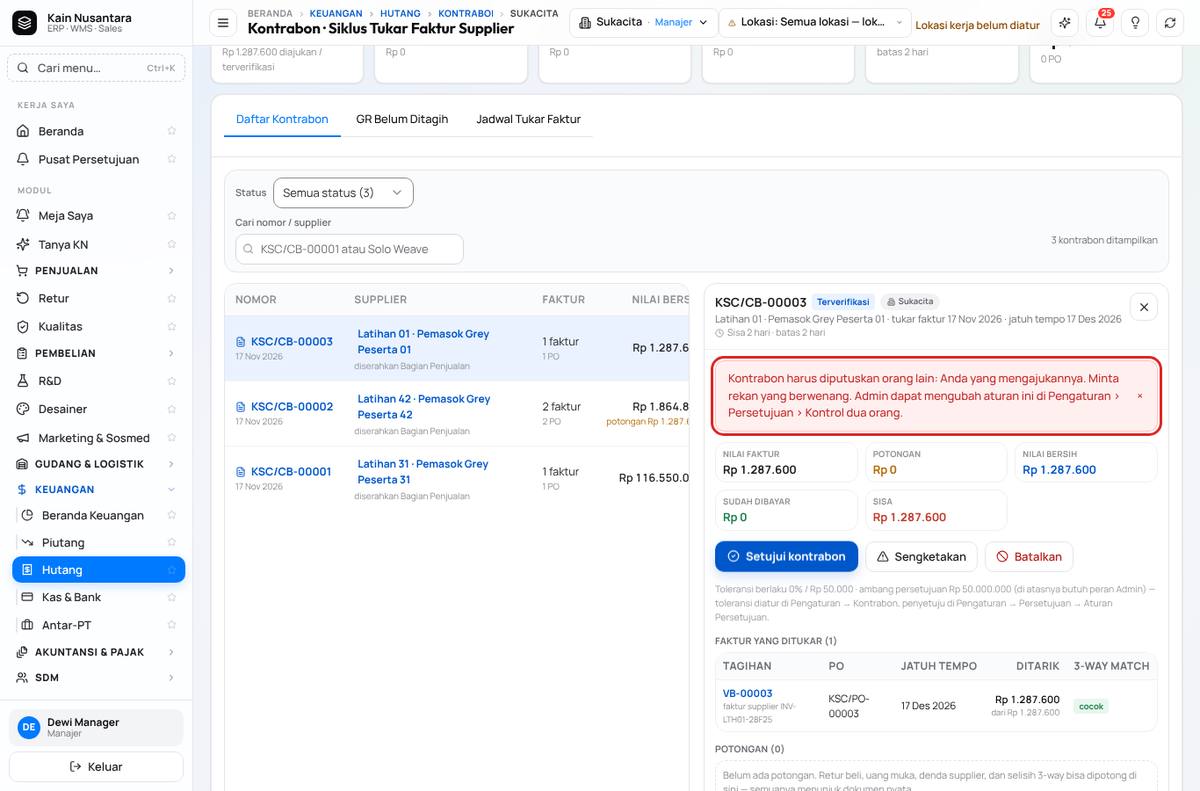 Kain Nusantara
ERP · WMS · Sales
Cari menu... Ctrl+K
KERJA SAYA
Beranda
Pusat Persetujuan
MODUL
Meja Saya
Tanya KN
PENJUALAN
Retur
Kualitas
PEMBELIAN
R&D
Desainer
Marketing & Sosmed
GUDANG & LOGISTIK
KEUANGAN
Beranda Keuangan
Piutang
Hutang
Kas & Bank
Antar-PT
AKUNTANSI & PAJAK
SDM
DE Dewi Manager
Manajer
Keluar
BERANDA › KEUANGAN › HUTANG › KONTRABOI › SUKACITA
Kontrabon · Siklus Tukar Faktur Supplier
Sukacita · Manajer
Lokasi: Semua lokasi — lok...
Lokasi kerja belum diatur
25
Rp 1.287.600 diajukan /
terverifikasi
Rp 0
Rp 0
Rp 0
batas 2 hari
0 PO
Daftar Kontrabon GR Belum Ditagih Jadwal Tukar Faktur
Status Semua status (3)
Cari nomor / supplier
KSC/CB-00001 atau Solo Weave
3 kontrabon ditampilkan
NOMOR SUPPLIER FAKTUR NILAI BERS
KSC/CB-00003 Latihan 01 · Pemasok Grey Peserta 01 1 faktur Rp 1.287.6
17 Nov 2026 diserahkan Bagian Penjualan 1 PO
KSC/CB-00002 Latihan 42 · Pemasok Grey Peserta 42 2 faktur Rp 1.864.8
17 Nov 2026 diserahkan Bagian Penjualan 2 PO potongan Rp 1.287.6
KSC/CB-00001 Latihan 31 · Pemasok Grey Peserta 31 1 faktur Rp 116.550.0
17 Nov 2026 diserahkan Bagian Penjualan 1 PO
KSC/CB-00003 Terverifikasi Sukacita
Latihan 01 · Pemasok Grey Peserta 01 · tukar faktur 17 Nov 2026 · jatuh tempo 17 Des 2026
Sisa 2 hari · batas 2 hari
Kontrabon harus diputuskan orang lain: Anda yang mengajukannya. Minta
rekan yang berwenang. Admin dapat mengubah aturan ini di Pengaturan ›
Persetujuan › Kontrol dua orang.
NILAI FAKTUR POTONGAN NILAI BERSIH
Rp 1.287.600 Rp 0 Rp 1.287.600
SUDAH DIBAYAR SISA
Rp 0 Rp 1.287.600
Setujui kontrabon Sengketakan Batalkan
Toleransi berlaku 0% / Rp 50.000 · ambang persetujuan Rp 50.000.000 (di atasnya butuh peran Admin) —
toleransi diatur di Pengaturan → Kontrabon, penyetuju di Pengaturan → Persetujuan → Aturan
Persetujuan.
FAKTUR YANG DITUKAR (1)
TAGIHAN PO JATUH TEMPO DITARIK 3-WAY MATCH
VB-00003 KSC/PO-00003 17 Des 2026 Rp 1.287.600 cocok
faktur supplier INV-LTH01-28F25 dari Rp 1.287.600
POTONGAN (0)
Belum ada potongan. Retur beli, uang muka, denda supplier, dan selisih 3-way bisa dipotong di
sini — semuanya menunjuk dokumen nyata.